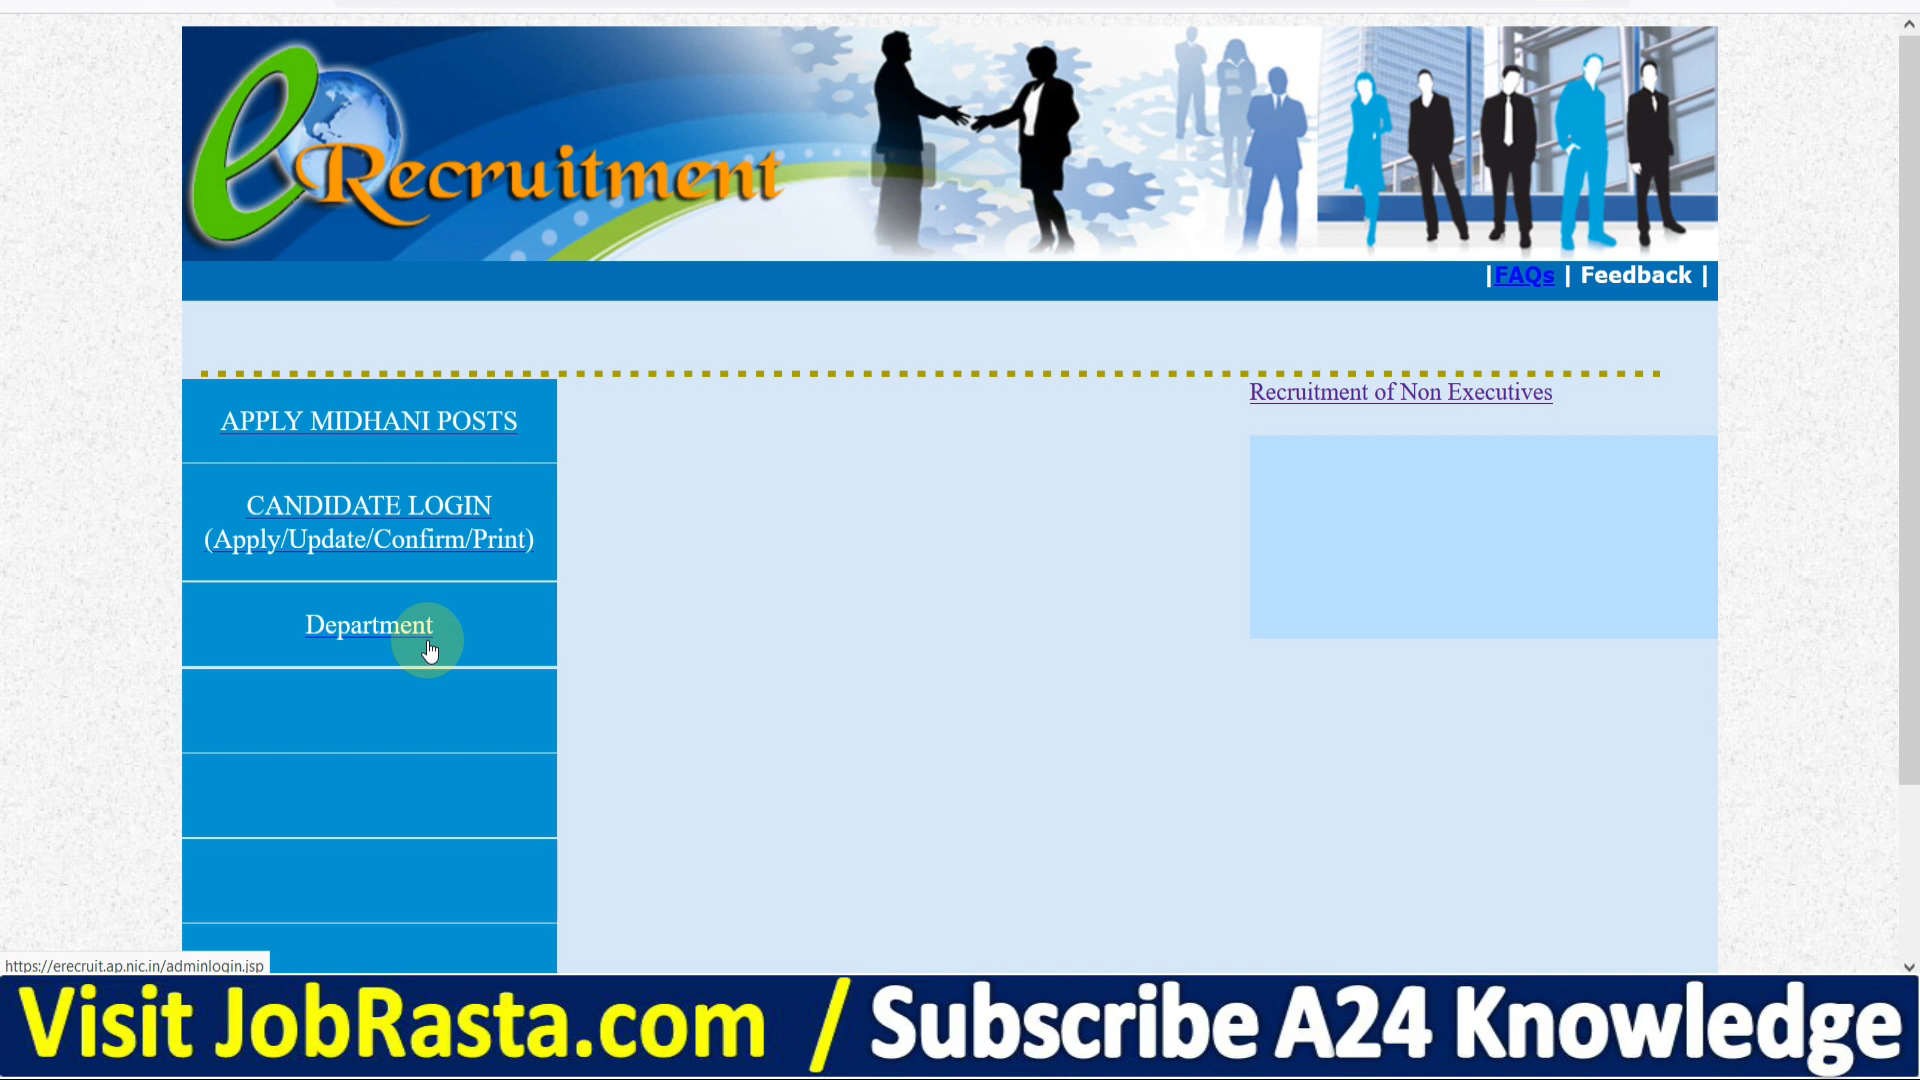 eRecruitment
|FAQs | Feedback |
Recruitment of Non Executives
APPLY MIDHANI POSTS
CANDIDATE LOGIN
(Apply/Update/Confirm/Print)
Department
https://erecruit.ap.nic.in/adminlogin.jsp
Visit JobRasta.com / Subscribe A24 Knowledge